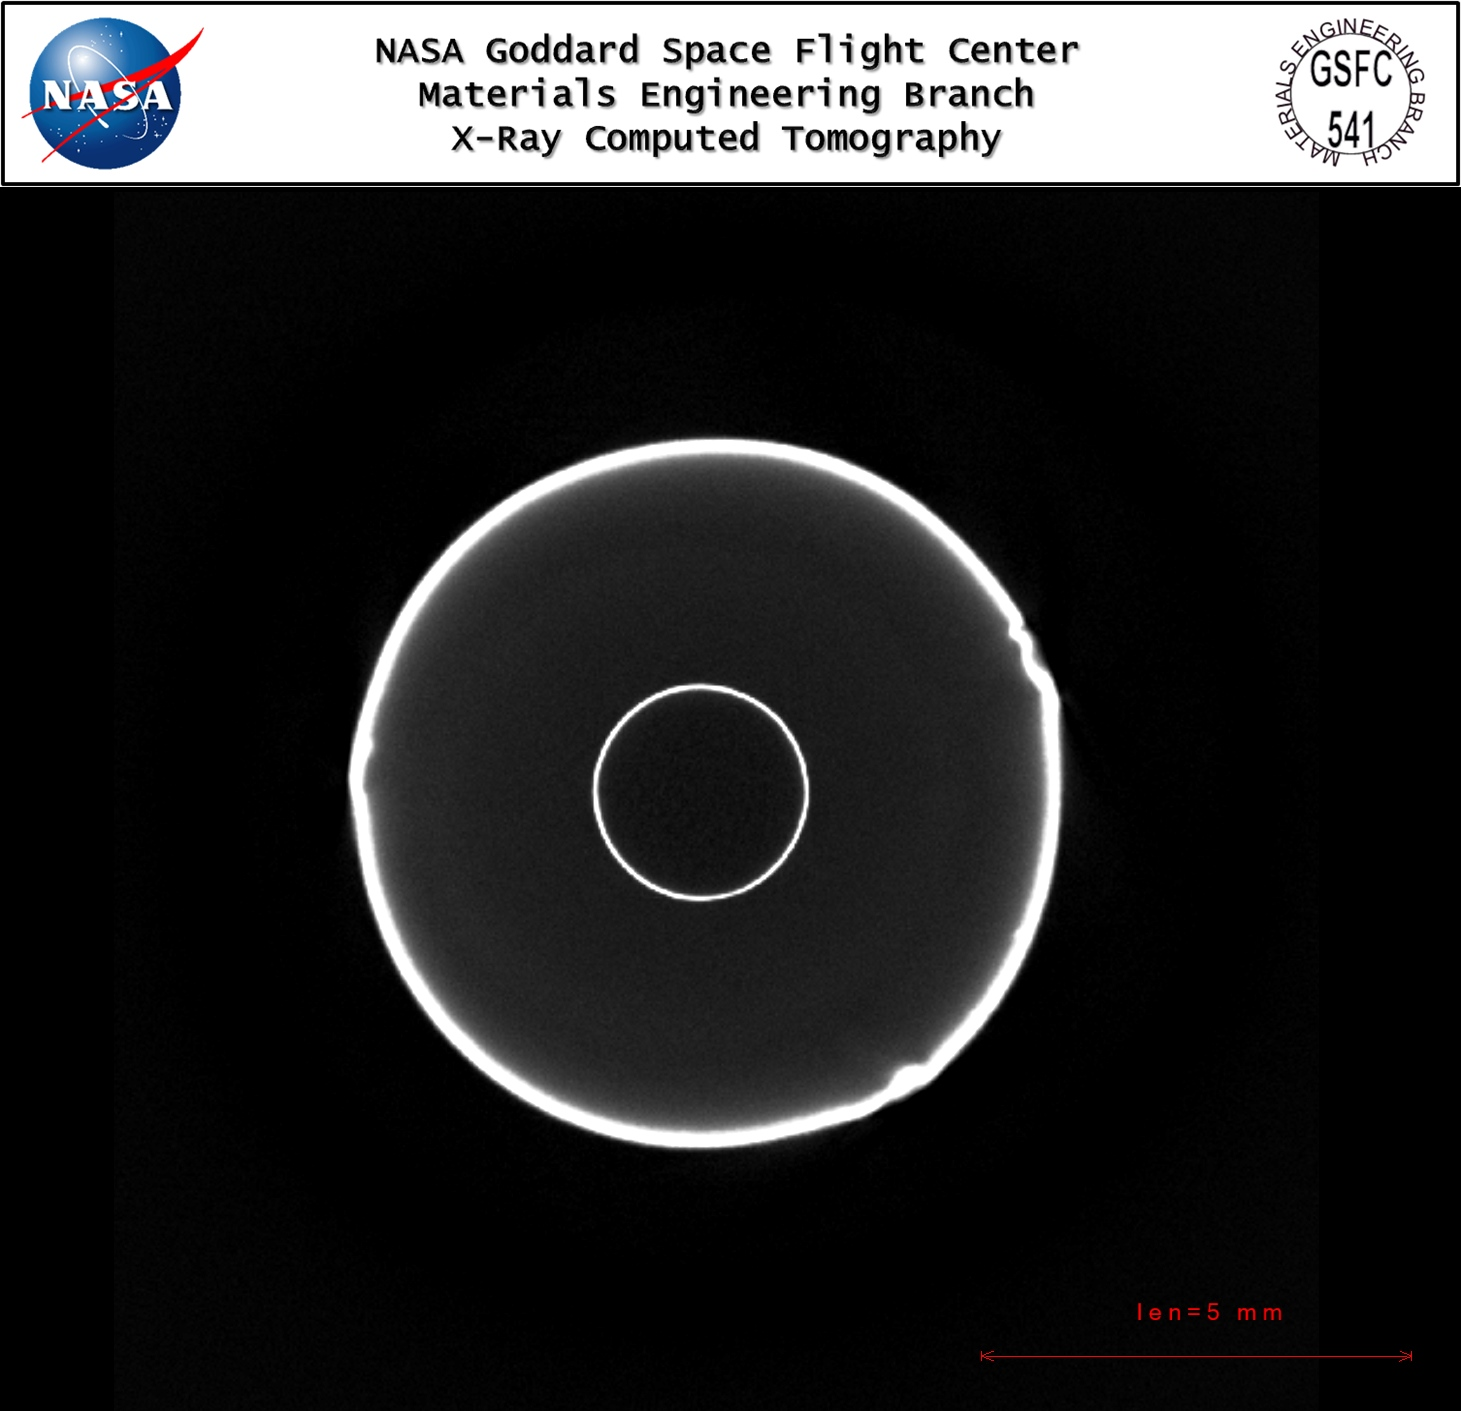 NASA
NASA Goddard Space Flight Center
Materials Engineering Branch
X-Ray Computed Tomography
MATERIALS ENGINEERING BRANCH
GSFC
541
len=5 mm